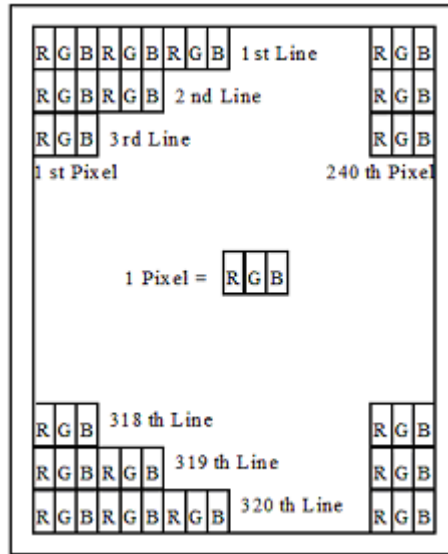 R G B R G B R G B 1 st Line R G B
R G B R G B 2 nd Line R G B
R G B 3rd Line R G B
1 st Pixel 240 th Pixel
1 Pixel = R G B
R G B 318 th Line R G B
R G B R G B 319 th Line R G B
R G B R G B R G B 320 th Line R G B